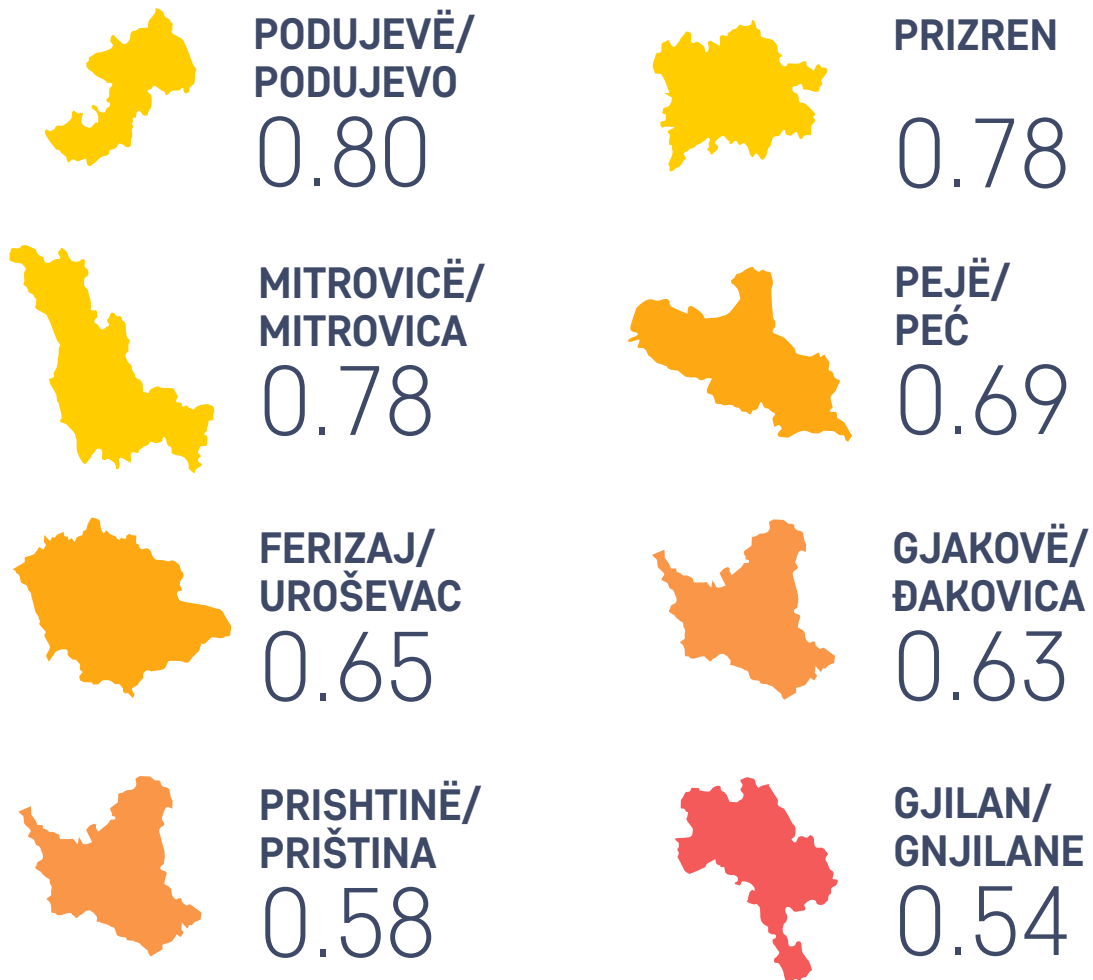 PODUJEVË/
PODUJEVO
0.80
PRIZREN
0.78
MITROVICË/
MITROVICA
0.78
PEJË/
PEĆ
0.69
FERIZAJ/
UROŠEVAC
0.65
GJAKOVË/
ĐAKOVICA
0.63
PRISHTINË/
PRIŠTINA
0.58
GJILAN/
GNJILANE
0.54